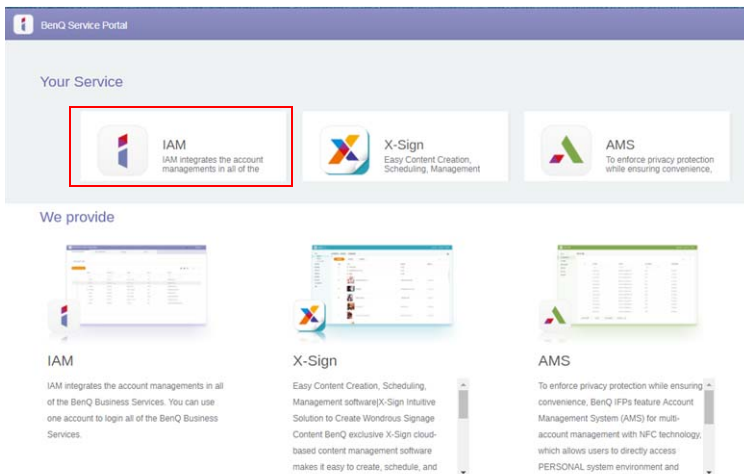 BenQ Service Portal
Your Service
IAM
IAM integrates the account
managements in all of the
X-Sign
Easy Content Creation,
Scheduling, Management
AMS
To enforce privacy protection
while ensuring convenience,
We provide
IAM
IAM integrates the account managements in all
of the BenQ Business Services. You can use
one account to login all of the BenQ Business
Services.
X-Sign
Easy Content Creation, Scheduling,
Management software|X-Sign Intuitive
Solution to Create Wondrous Signage
Content BenQ exclusive X-Sign cloud-
based content management software
makes it easy to create, schedule, and
AMS
To enforce privacy protection while ensuring
convenience, BenQ IFPs feature Account
Management System (AMS) for multi-
account management with NFC technology,
which allows users to directly access
PERSONAL system environment and